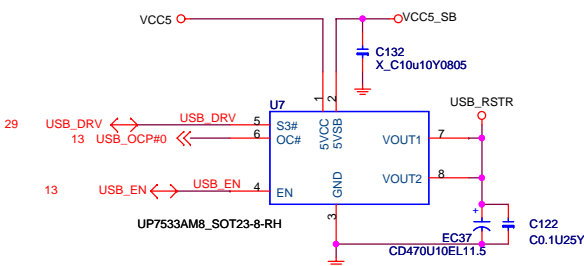 VCC5
VCC5_SB
C132
X_C10u10Y0805
U7
1
2
USB_RSTR
5VCC
5VSB
29 USB_DRV USB_DRV 5 S3#
13 USB_OCP#0 6 OC#
VOUT1 7
13 USB_EN USB_EN 4 EN
VOUT2 8
GND
3
UP7533AM8_SOT23-8-RH
+
EC37
CD470U10EL11.5
C122
C0.1U25Y